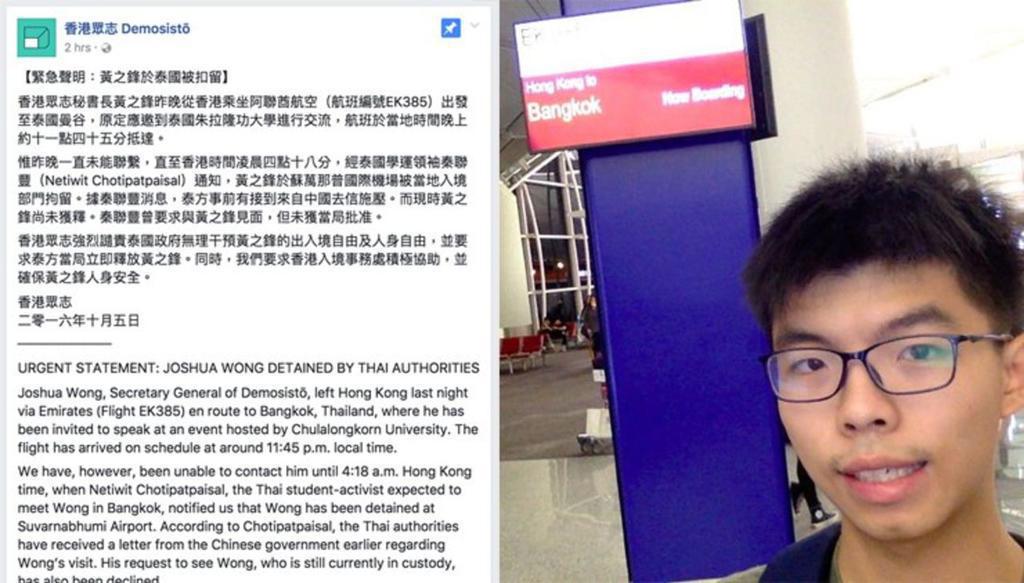 香港眾志 Demosistō
2 hrs ·
【緊急聲明：黃之鋒於泰國被扣留】
香港眾志秘書長黃之鋒昨晚從香港乘坐阿聯酋航空（航班編號EK385）出發
至泰國曼谷，原定應邀到泰國朱拉隆功大學進行交流，航班於當地時間晚上
約十一點四十五分抵達。
惟昨晚一直未能聯繫，直至香港時間凌晨四點十八分，經泰國學運領袖秦聯
豐（Netiwit Chotipatpaisal）通知，黃之鋒於蘇萬那普國際機場被當地入境
部門拘留。據秦聯豐消息，泰方事前有接到來自中國去信施壓。而現時黃之
鋒尚未獲釋。秦聯豐曾要求與黃之鋒見面，但未獲當局批准。
香港眾志強烈譴責泰國政府無理干預黃之鋒的出入境自由及人身自由，並要
求泰方當局立即釋放黃之鋒。同時，我們要求香港入境事務處積極協助，並
確保黃之鋒人身安全。
香港眾志
二零一六年十月五日
URGENT STATEMENT: JOSHUA WONG DETAINED BY THAI AUTHORITIES
Joshua Wong, Secretary General of Demosistō, left Hong Kong last night
via Emirates (Flight EK385) en route to Bangkok, Thailand, where he has
been invited to speak at an event hosted by Chulalongkorn University. The
flight has arrived on schedule at around 11:45 p.m. local time.
We have, however, been unable to contact him until 4:18 a.m. Hong Kong
time, when Netiwit Chotipatpaisal, the Thai student-activist expected to
meet Wong in Bangkok, notified us that Wong has been detained at
Suvarnabhumi Airport. According to Chotipatpaisal, the Thai authorities
have received a letter from the Chinese government earlier regarding
Wong's visit. His request to see Wong, who is still currently in custody,
has also been declined
Hong Kong to
Bangkok
Now Boarding